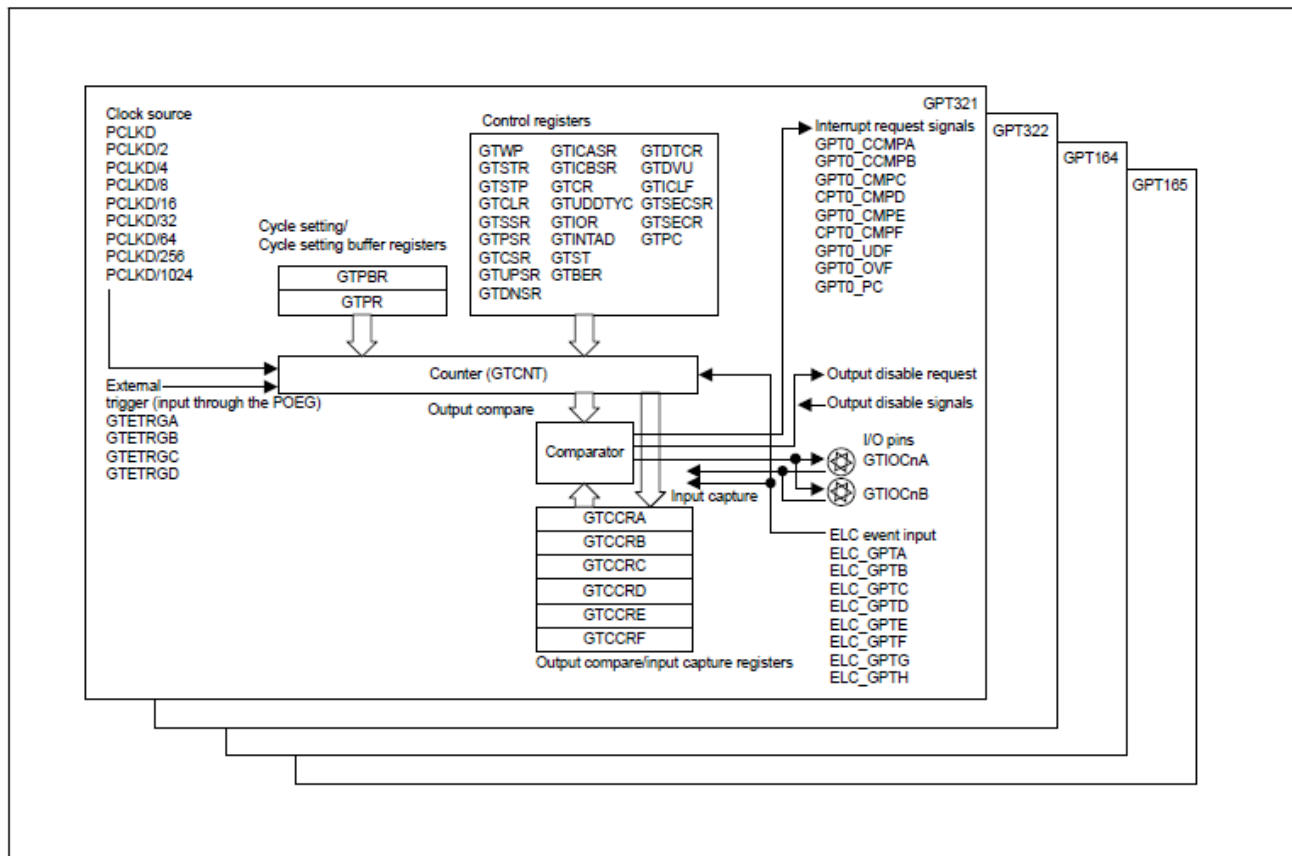 GPT321
GPT322
GPT164
GPT165
Clock source
PCLKD
PCLKD/2
PCLKD/4
PCLKD/8
PCLKD/16
PCLKD/32
PCLKD/64
PCLKD/256
PCLKD/1024
Cycle setting/
Cycle setting buffer registers
GTPBR
GTPR
Control registers
GTWP GTICASR GTDTCR
GTSTR GTICBSR GTDVU
GTSTP GTCR GTICLF
GTCLR GTUDDTYC GTSECSR
GTSSR GTIOR GTSECR
GTPSR GTINTAD GTPC
GTCSR GTST
GTUPSR GTBER
GTDNSR
Interrupt request signals
GPT0_CCMPA
GPT0_CCMPB
GPT0_CMPC
CPT0_CMPD
GPT0_CMPE
CPT0_CMPF
GPT0_UDF
GPT0_OVF
GPT0_PC
Counter (GTCNT)
External
trigger (input through the POEG)
GTETRGA
GTETRGB
GTETRGC
GTETRGD
Output compare
Comparator
Output disable request
Output disable signals
I/O pins
GTIOCnA
GTIOCnB
Input capture
GTCCRA
GTCCRB
GTCCRC
GTCCRD
GTCCRE
GTCCRF
Output compare/input capture registers
ELC event input
ELC_GPTA
ELC_GPTB
ELC_GPTC
ELC_GPTD
ELC_GPTE
ELC_GPTF
ELC_GPTG
ELC_GPTH